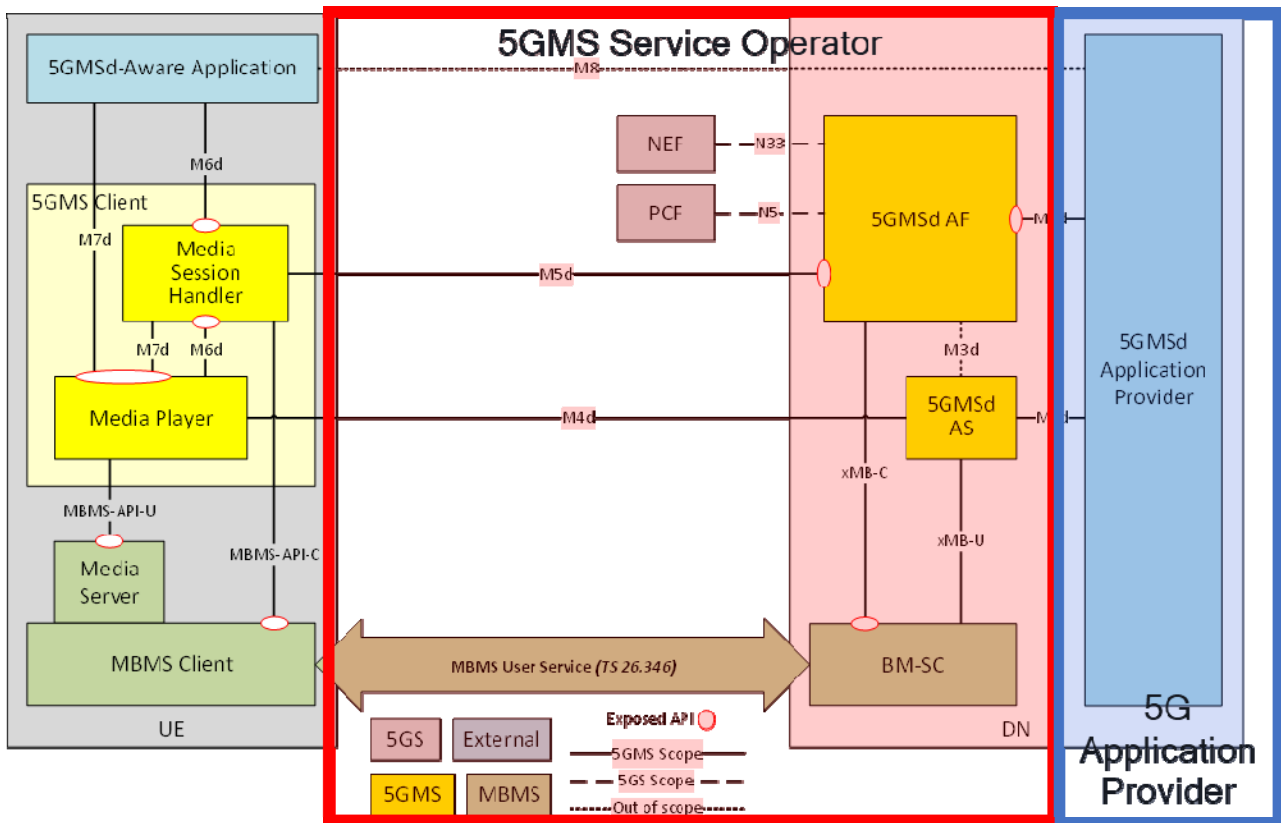 5GMS Service Operator
5GMSd-Aware Application
M8
NEF
N33
M6d
5GMS Client
PCF
N5
5GMSd AF
M7d
Media
Session
Handler
M5d
M7d
M6d
M3d
5GMSd
Application
Provider
Media Player
M4d
5GMSd
AS
xMB-C
MBMS-API-U
xMB-U
MBMS-API-C
Media
Server
MBMS Client
MBMS User Service (TS 26.346)
BM-SC
UE
DN
5GS
External
5GMS
MBMS
Exposed API
5GMS Scope
5GS Scope
Out of scope
5G
Application
Provider